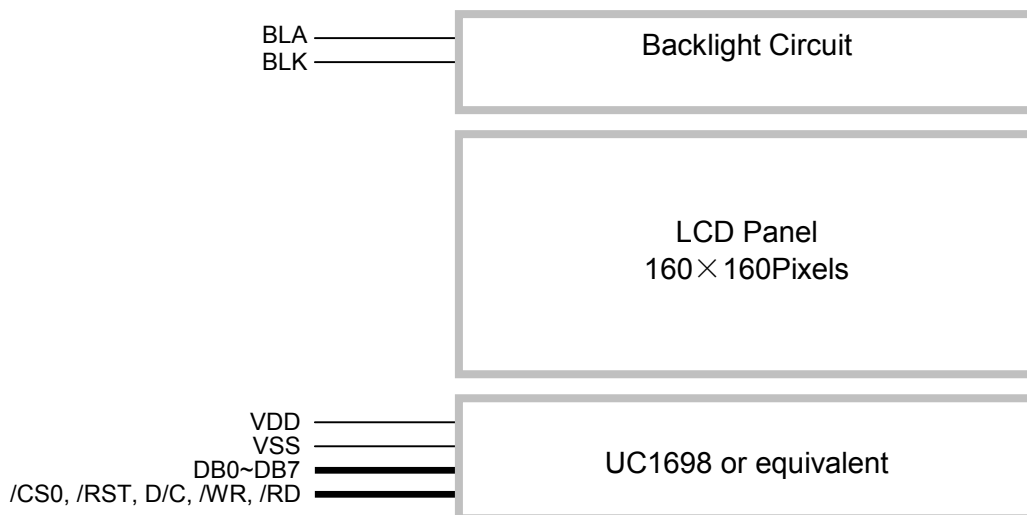 BLA
BLK
Backlight Circuit
LCD Panel
160×160Pixels
VDD
VSS
DB0~DB7
/CS0, /RST, D/C, /WR, /RD
UC1698 or equivalent